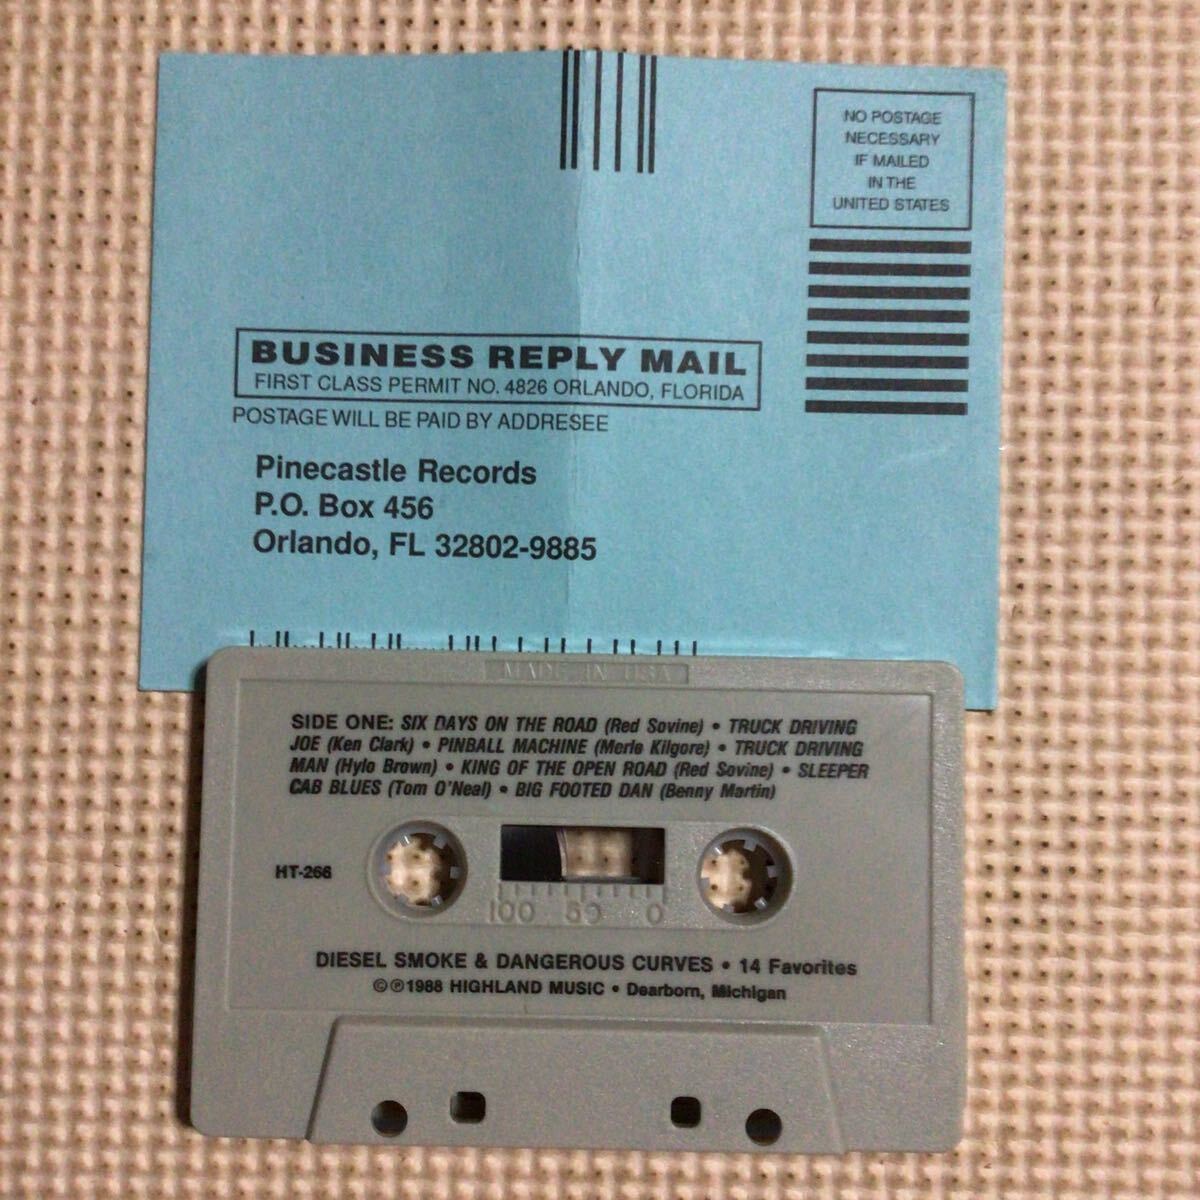 NO POSTAGE
NECESSARY
IF MAILED
IN THE
UNITED STATES
BUSINESS REPLY MAIL
FIRST CLASS PERMIT NO. 4826 ORLANDO, FLORIDA
POSTAGE WILL BE PAID BY ADDRESEE
Pinecastle Records
P.O. Box 456
Orlando, FL 32802-9885
MADE IN USA
SIDE ONE: SIX DAYS ON THE ROAD (Red Sovine) • TRUCK DRIVING
JOE (Ken Clark) • PINBALL MACHINE (Merle Kilgore) • TRUCK DRIVING
MAN (Hylo Brown) • KING OF THE OPEN ROAD (Red Sovine) • SLEEPER
CAB BLUES (Tom O'Neal) • BIG FOOTED DAN (Benny Martin)
HT-266
100 50 0
DIESEL SMOKE & DANGEROUS CURVES • 14 Favorites
©℗1988 HIGHLAND MUSIC • Dearborn, Michigan